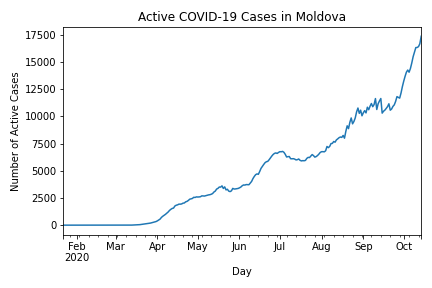 Active COVID-19 Cases in Moldova
17500
15000
12500
10000
7500
5000
2500
0
Number of Active Cases
Feb Mar Apr May Jun Jul Aug Sep Oct
2020
Day